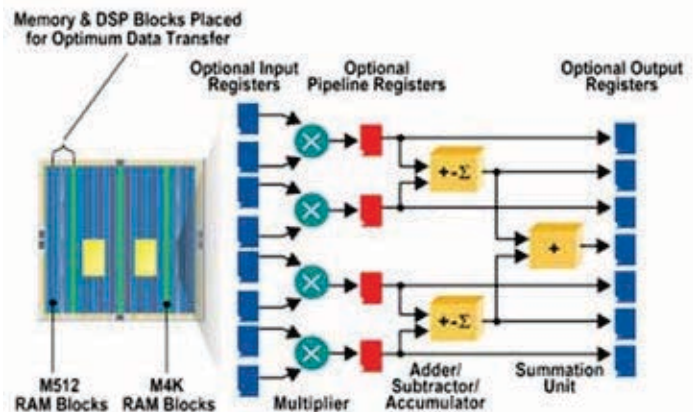 Memory & DSP Blocks Placed
for Optimum Data Transfer
Optional Input
Registers
Optional
Pipeline Registers
Optional Output
Registers
+-Σ
+
+-Σ
M512
RAM Blocks
M4K
RAM Blocks
Multiplier
Adder/
Subtractor/
Accumulator
Summation
Unit